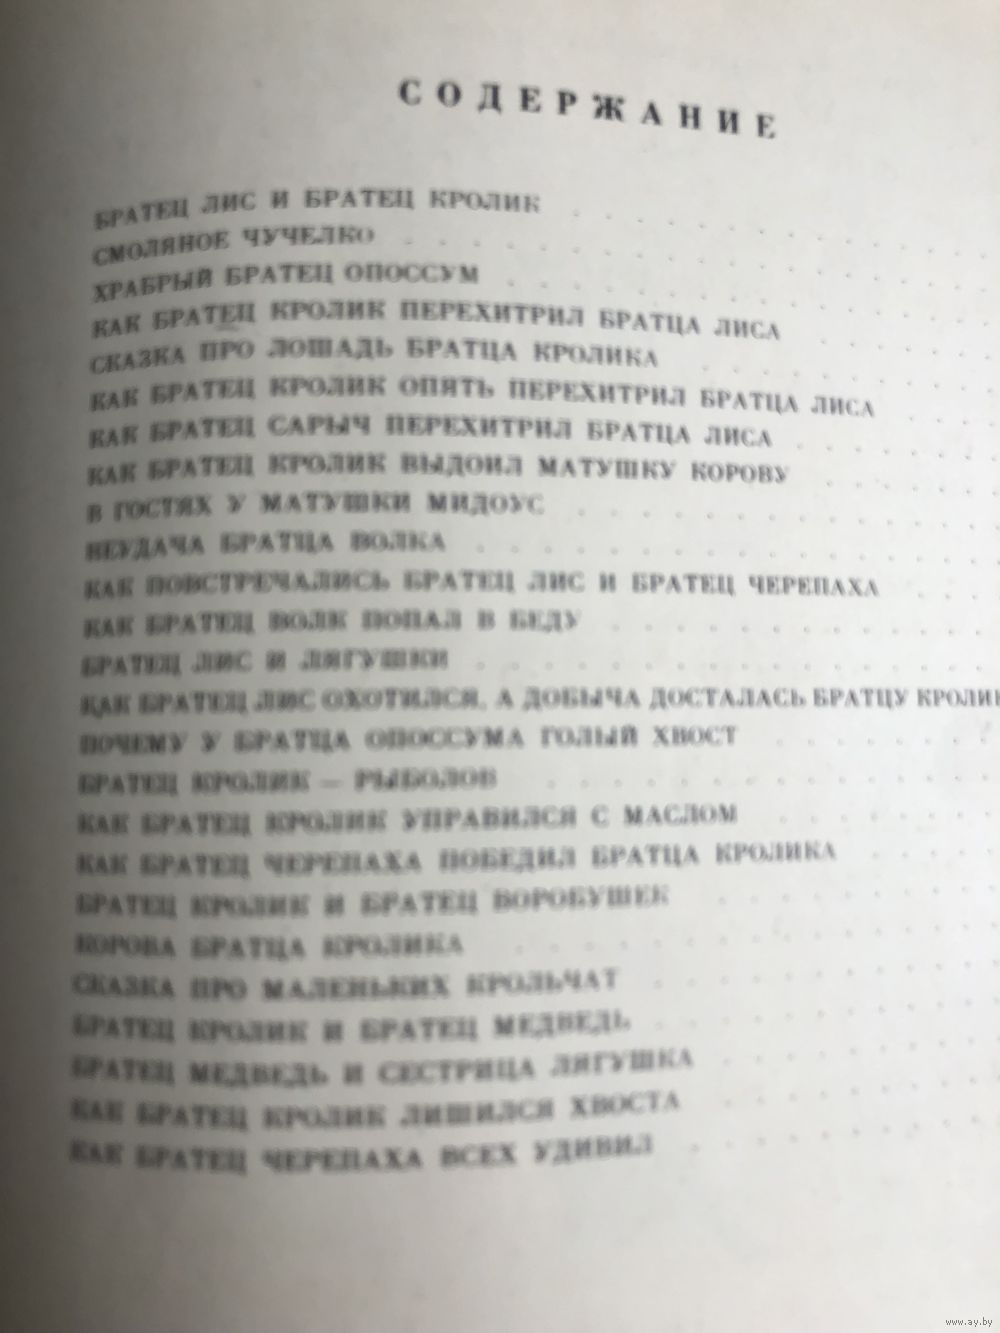 СОДЕРЖАНИЕ
БРАТЕЦ ЛИС И БРАТЕЦ КРОЛИК
СМОЛЯНОЕ ЧУЧЕЛКО
ХРАБРЫЙ БРАТЕЦ ОПОССУМ
КАК БРАТЕЦ КРОЛИК ПЕРЕХИТРИЛ БРАТЦА ЛИСА
СКАЗКА ПРО ЛОШАДЬ БРАТЦА КРОЛИКА
КАК БРАТЕЦ КРОЛИК ОПЯТЬ ПЕРЕХИТРИЛ БРАТЦА ЛИСА
КАК БРАТЕЦ САРЫЧ ПЕРЕХИТРИЛ БРАТЦА ЛИСА
КАК БРАТЕЦ КРОЛИК ВЫДОИЛ МАТУШКУ КОРОВУ
В ГОСТЯХ У МАТУШКИ МИДОУС
НЕУДАЧА БРАТЦА ВОЛКА
КАК ПОВСТРЕЧАЛИСЬ БРАТЕЦ ЛИС И БРАТЕЦ ЧЕРЕПАХА
КАК БРАТЕЦ ВОЛК ПОПАЛ В БЕДУ
БРАТЕЦ ЛИС И ЛЯГУШКИ
КАК БРАТЕЦ ЛИС ОХОТИЛСЯ, А ДОБЫЧА ДОСТАЛАСЬ БРАТЦУ КРОЛИК
ПОЧЕМУ У БРАТЦА ОПОССУМА ГОЛЫЙ ХВОСТ
БРАТЕЦ КРОЛИК — РЫБОЛОВ
КАК БРАТЕЦ КРОЛИК УПРАВИЛСЯ С МАСЛОМ
КАК БРАТЕЦ ЧЕРЕПАХА ПОБЕДИЛ БРАТЦА КРОЛИКА
БРАТЕЦ КРОЛИК И БРАТЕЦ ВОРОБУШЕК
КОРОВА БРАТЦА КРОЛИКА
СКАЗКА ПРО МАЛЕНЬКИХ КРОЛЬЧАТ
БРАТЕЦ КРОЛИК И БРАТЕЦ МЕДВЕДЬ
БРАТЕЦ МЕДВЕДЬ И СЕСТРИЦА ЛЯГУШКА
КАК БРАТЕЦ КРОЛИК ЛИШИЛСЯ ХВОСТА
КАК БРАТЕЦ ЧЕРЕПАХА ВСЕХ УДИВИЛ
www.ay.by